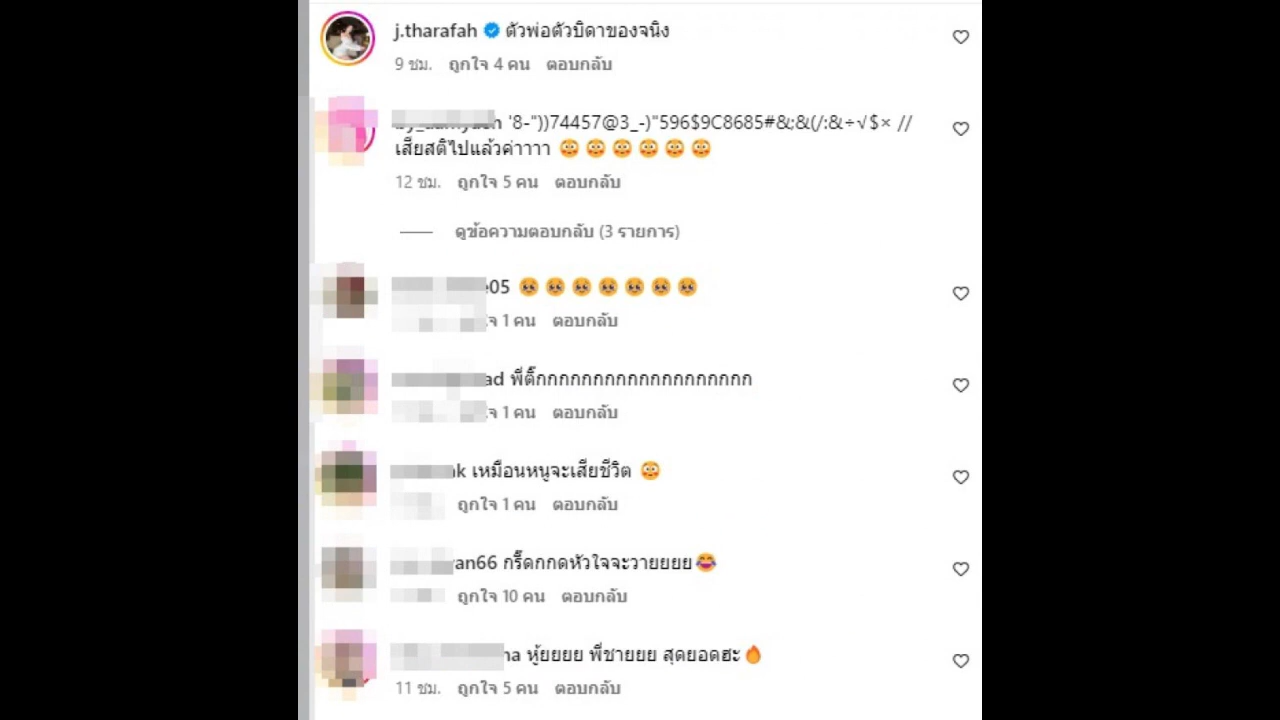 j.tharafah ตัวพ่อตัวบิดาของจนิง
9 ชม. ถูกใจ 4 คน ตอบกลับ
'8-"))74457@3_-)"596$9C8685#&;&(/:&÷√$× //
เสียสติไปแล้วค่าาาา 😳 😳 😳 😳 😳 😳
12 ชม. ถูกใจ 5 คน ตอบกลับ
ดูข้อความตอบกลับ (3 รายการ)
e05 🥺 🥺 🥺 🥺 🥺 🥺 🥺
1 คน ตอบกลับ
ad พี่ติ๊กกกกกกกกกกกกกกกกกกก
1 คน ตอบกลับ
ak เหมือนหนูจะเสียชีวิต 😳
ถูกใจ 1 คน ตอบกลับ
van66 กรี๊ดกกดหัวใจจะวายยยย😂
ถูกใจ 10 คน ตอบกลับ
na หู้ยยยย พี่ชายยย สุดยอดฮะ🔥
11 ชม. ถูกใจ 5 คน ตอบกลับ